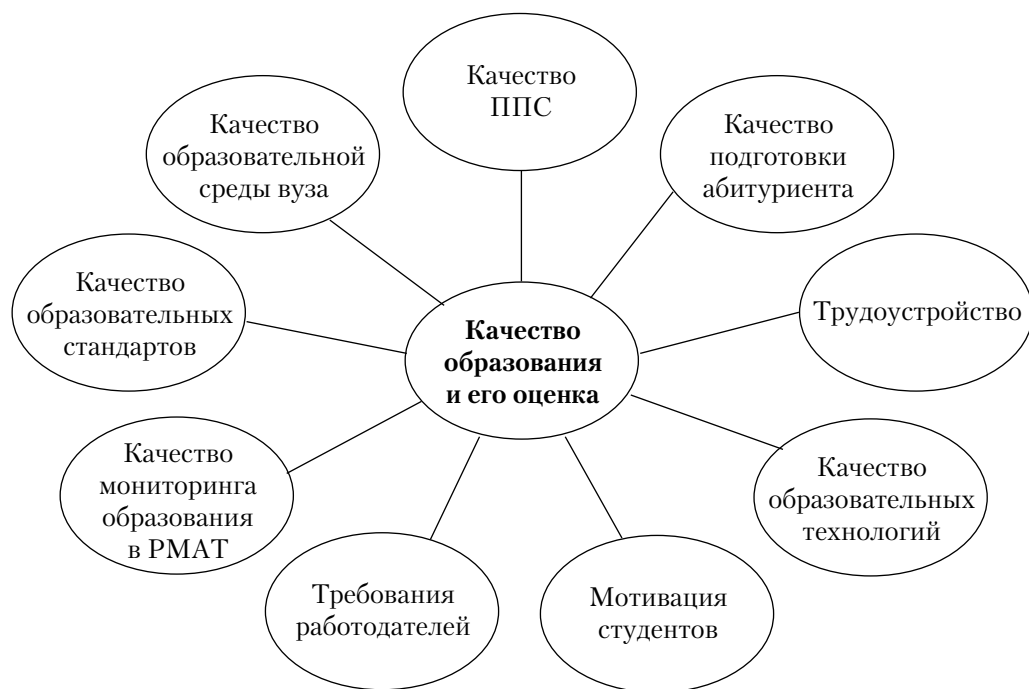 Качество
ППС
Качество
образовательной
среды вуза
Качество
подготовки
абитуриента
Качество
образовательных
стандартов
Трудоустройство
Качество
образования
и его оценка
Качество
мониторинга
образования
в РМАТ
Качество
образовательных
технологий
Требования
работодателей
Мотивация
студентов